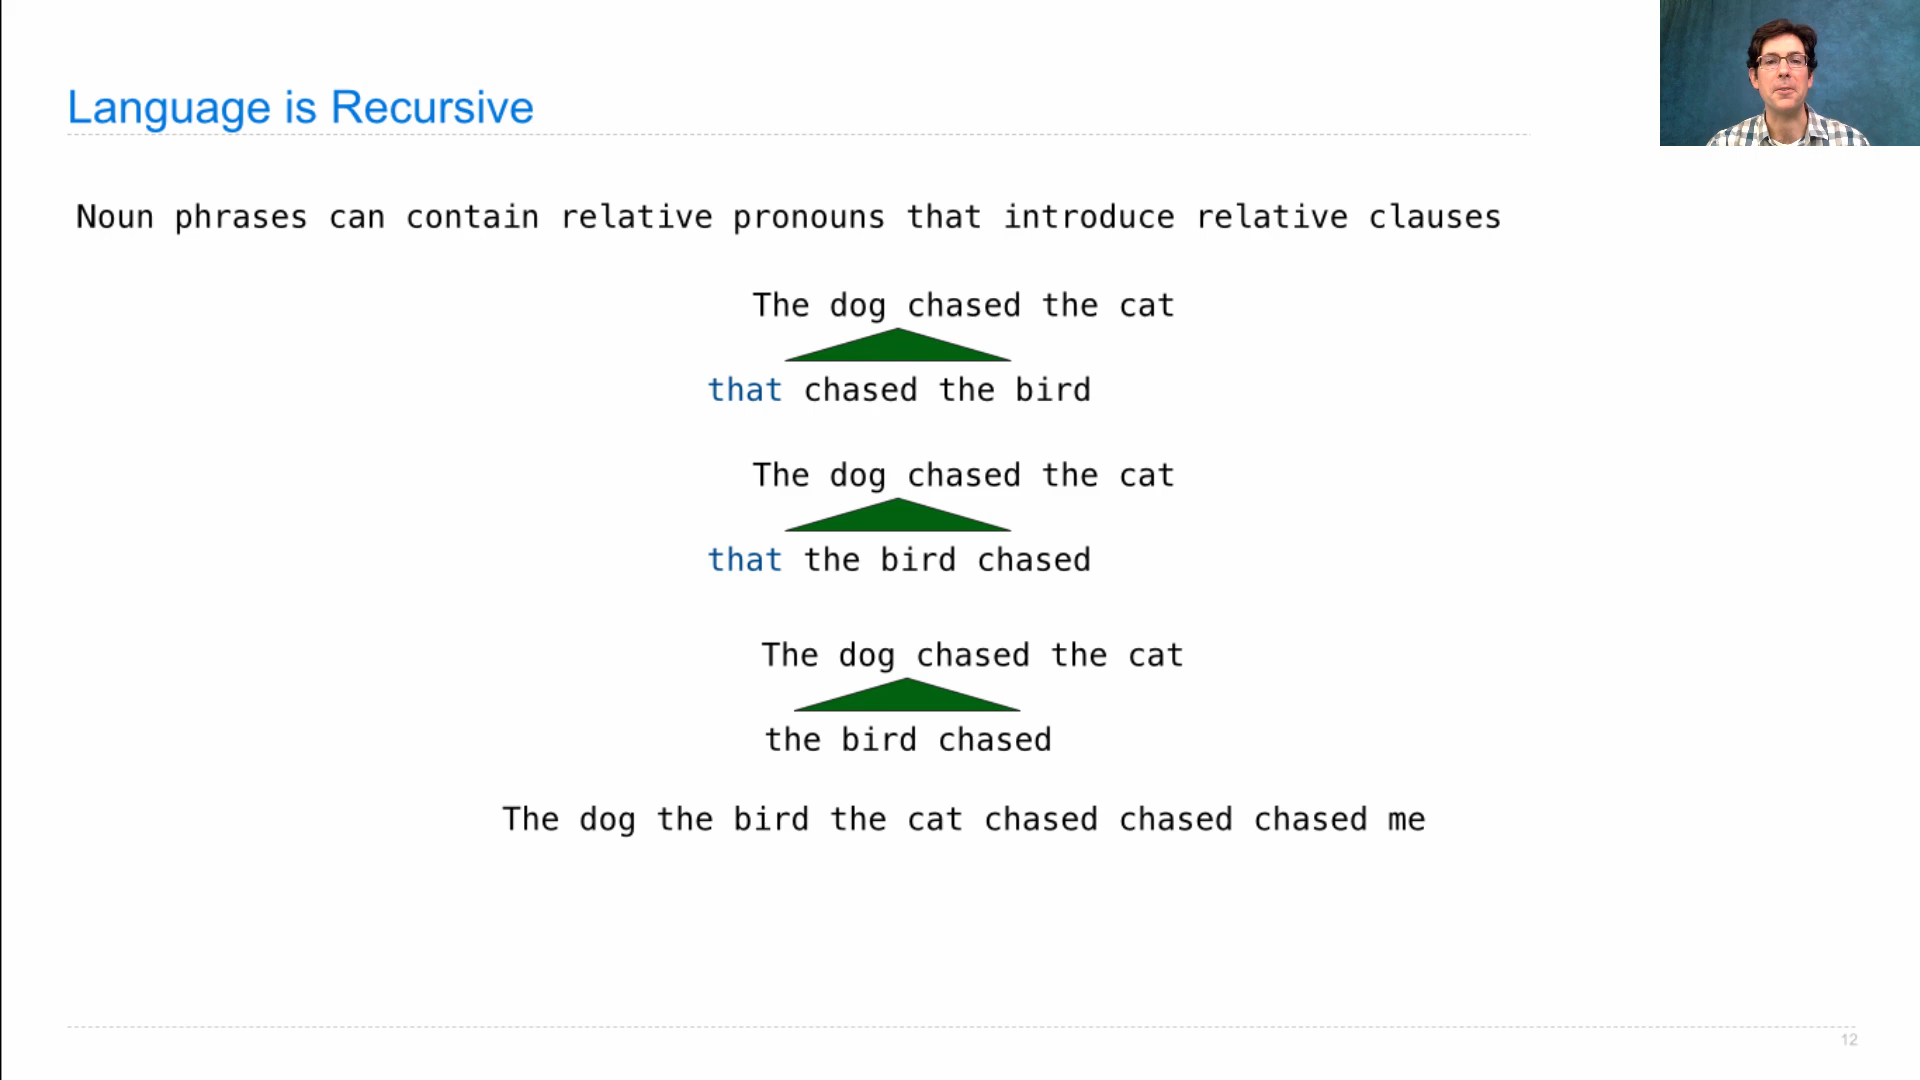 Language is Recursive
Noun phrases can contain relative pronouns that introduce relative clauses
The dog chased the cat
that chased the bird
The dog chased the cat
that the bird chased
The dog chased the cat
the bird chased
The dog the bird the cat chased chased chased me
12